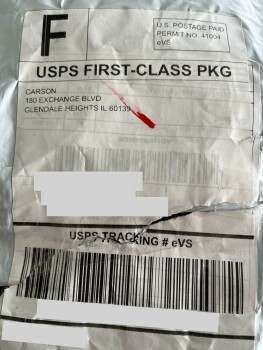 F
U.S. POSTAGE PAID
PERMIT NO. 41004
eVS
USPS FIRST-CLASS PKG
CARSON
180 EXCHANGE BLVD
GLENDALE HEIGHTS IL 60139
USPS TRACKING # eVS